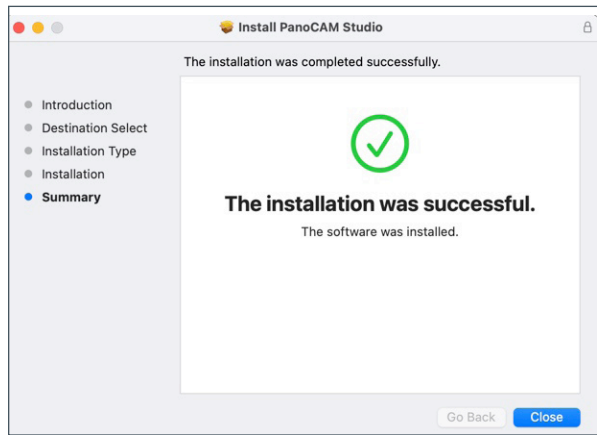 Install PanoCAM Studio
The installation was completed successfully.
Introduction
Destination Select
Installation Type
Installation
Summary
The installation was successful.
The software was installed.
Go Back
Close